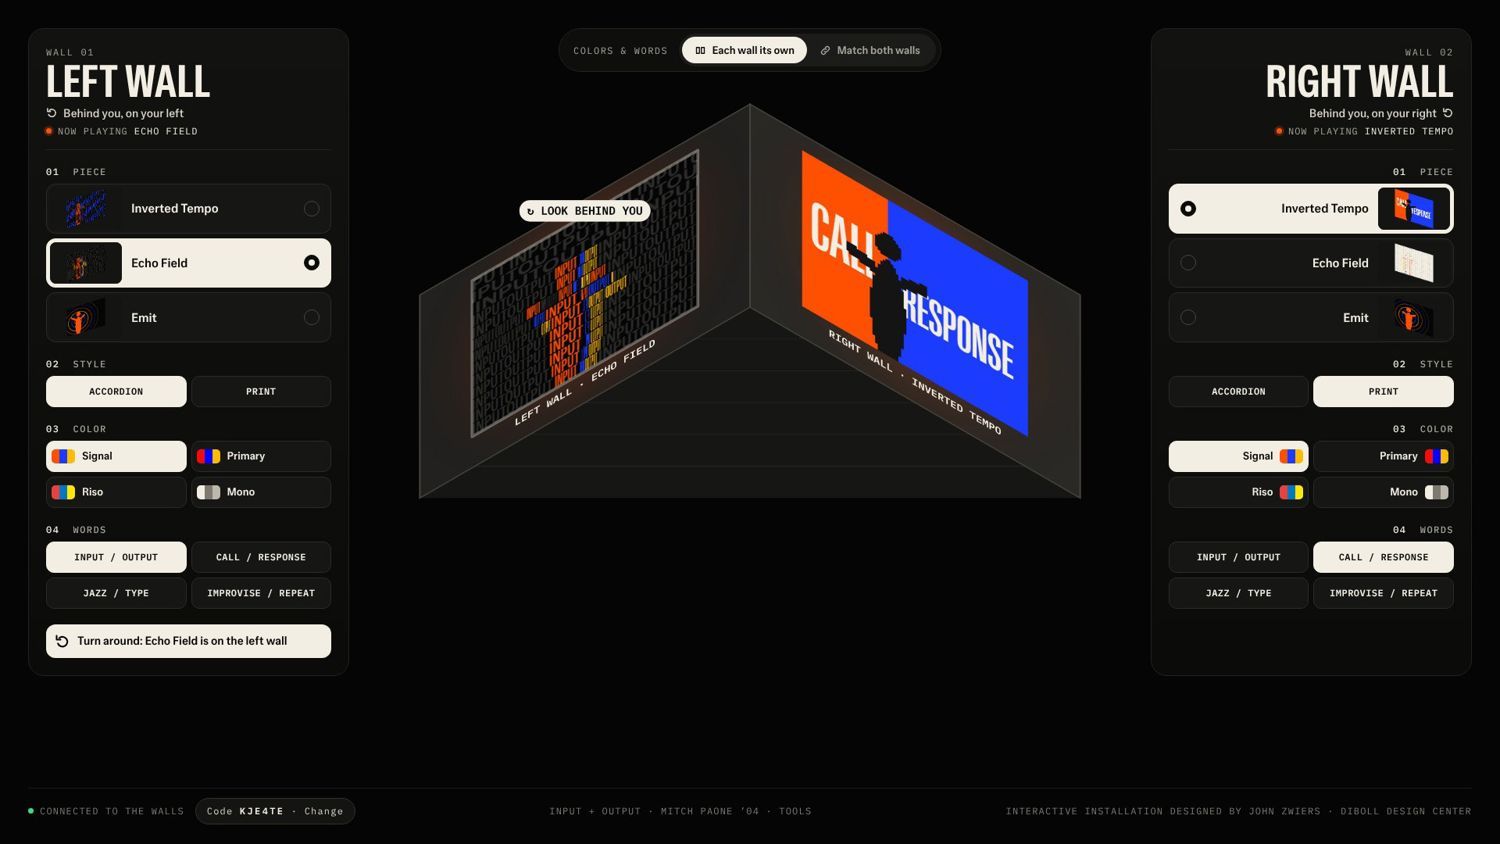 WALL 01
LEFT WALL
Behind you, on your left
NOW PLAYING ECHO FIELD
01 PIECE
Inverted Tempo
Echo Field
Emit
02 STYLE
ACCORDION
PRINT
03 COLOR
Signal
Primary
Riso
Mono
04 WORDS
INPUT / OUTPUT
CALL / RESPONSE
JAZZ / TYPE
IMPROVISE / REPEAT
Turn around: Echo Field is on the left wall
COLORS & WORDS
Each wall its own
Match both walls
LOOK BEHIND YOU
INPUT
OUTPUT
LEFT WALL · ECHO FIELD
CALL
RESPONSE
RIGHT WALL · INVERTED TEMPO
WALL 02
RIGHT WALL
Behind you, on your right
NOW PLAYING INVERTED TEMPO
01 PIECE
Inverted Tempo
Echo Field
Emit
02 STYLE
ACCORDION
PRINT
03 COLOR
Signal
Primary
Riso
Mono
04 WORDS
INPUT / OUTPUT
CALL / RESPONSE
JAZZ / TYPE
IMPROVISE / REPEAT
CONNECTED TO THE WALLS
Code KJE4TE · Change
INPUT + OUTPUT · MITCH PAONE '04 · TOOLS
INTERACTIVE INSTALLATION DESIGNED BY JOHN ZWIERS · DIBOLL DESIGN CENTER